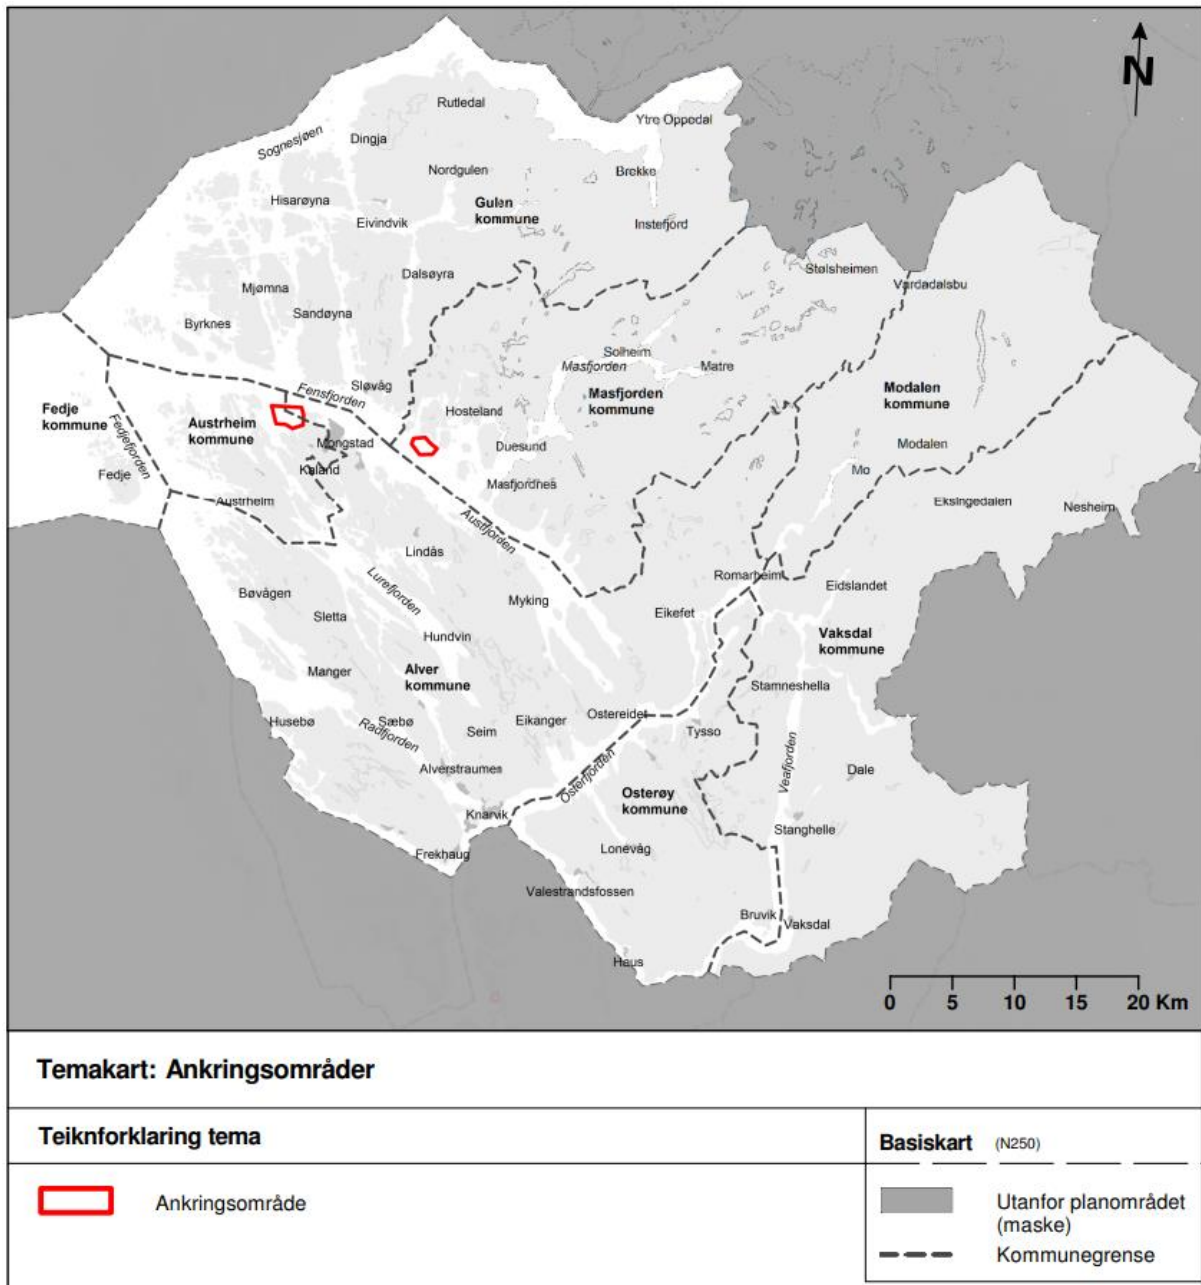 N
Rutledal
Ytre Oppedal
Dingja
Sognesjøen
Nordgulen
Brekke
Hisarøyna
Gulen
kommune
Eivindvik
Instefjord
Dalsøyra
Stølsheimen
Vardadalsbu
Mjømna
Sandøyna
Byrknes
Solheim
Masfjorden
Matre
Fensfjorden
Sløvåg
Masfjorden
kommune
Modalen
kommune
Fedje
kommune
Fedjefjorden
Austrheim
kommune
Hosteland
Mongstad
Duesund
Modalen
Kaland
Mo
Fedje
Masfjordnes
Austrheim
Eksingedalen
Nesheim
Austfjorden
Lindås
Lurefjorden
Romarheim
Eidslandet
Bøvågen
Myking
Sletta
Eikefet
Hundvin
Vaksdal
kommune
Manger
Alver
kommune
Stamneshella
Husebø
Sæbø
Radfjorden
Seim
Eikanger
Ostereidet
Tysso
Veafjorden
Alverstraumen
Osterfjorden
Dale
Osterøy
kommune
Knarvik
Stanghelle
Frekhaug
Lonevåg
Valestrandsfossen
Bruvik
Vaksdal
Haus
0 5 10 15 20 Km
Temakart: Ankringsområder
Teiknforklaring tema
Ankringsområde
Basiskart (N250)
Utanfor planområdet
(maske)
Kommunegrense